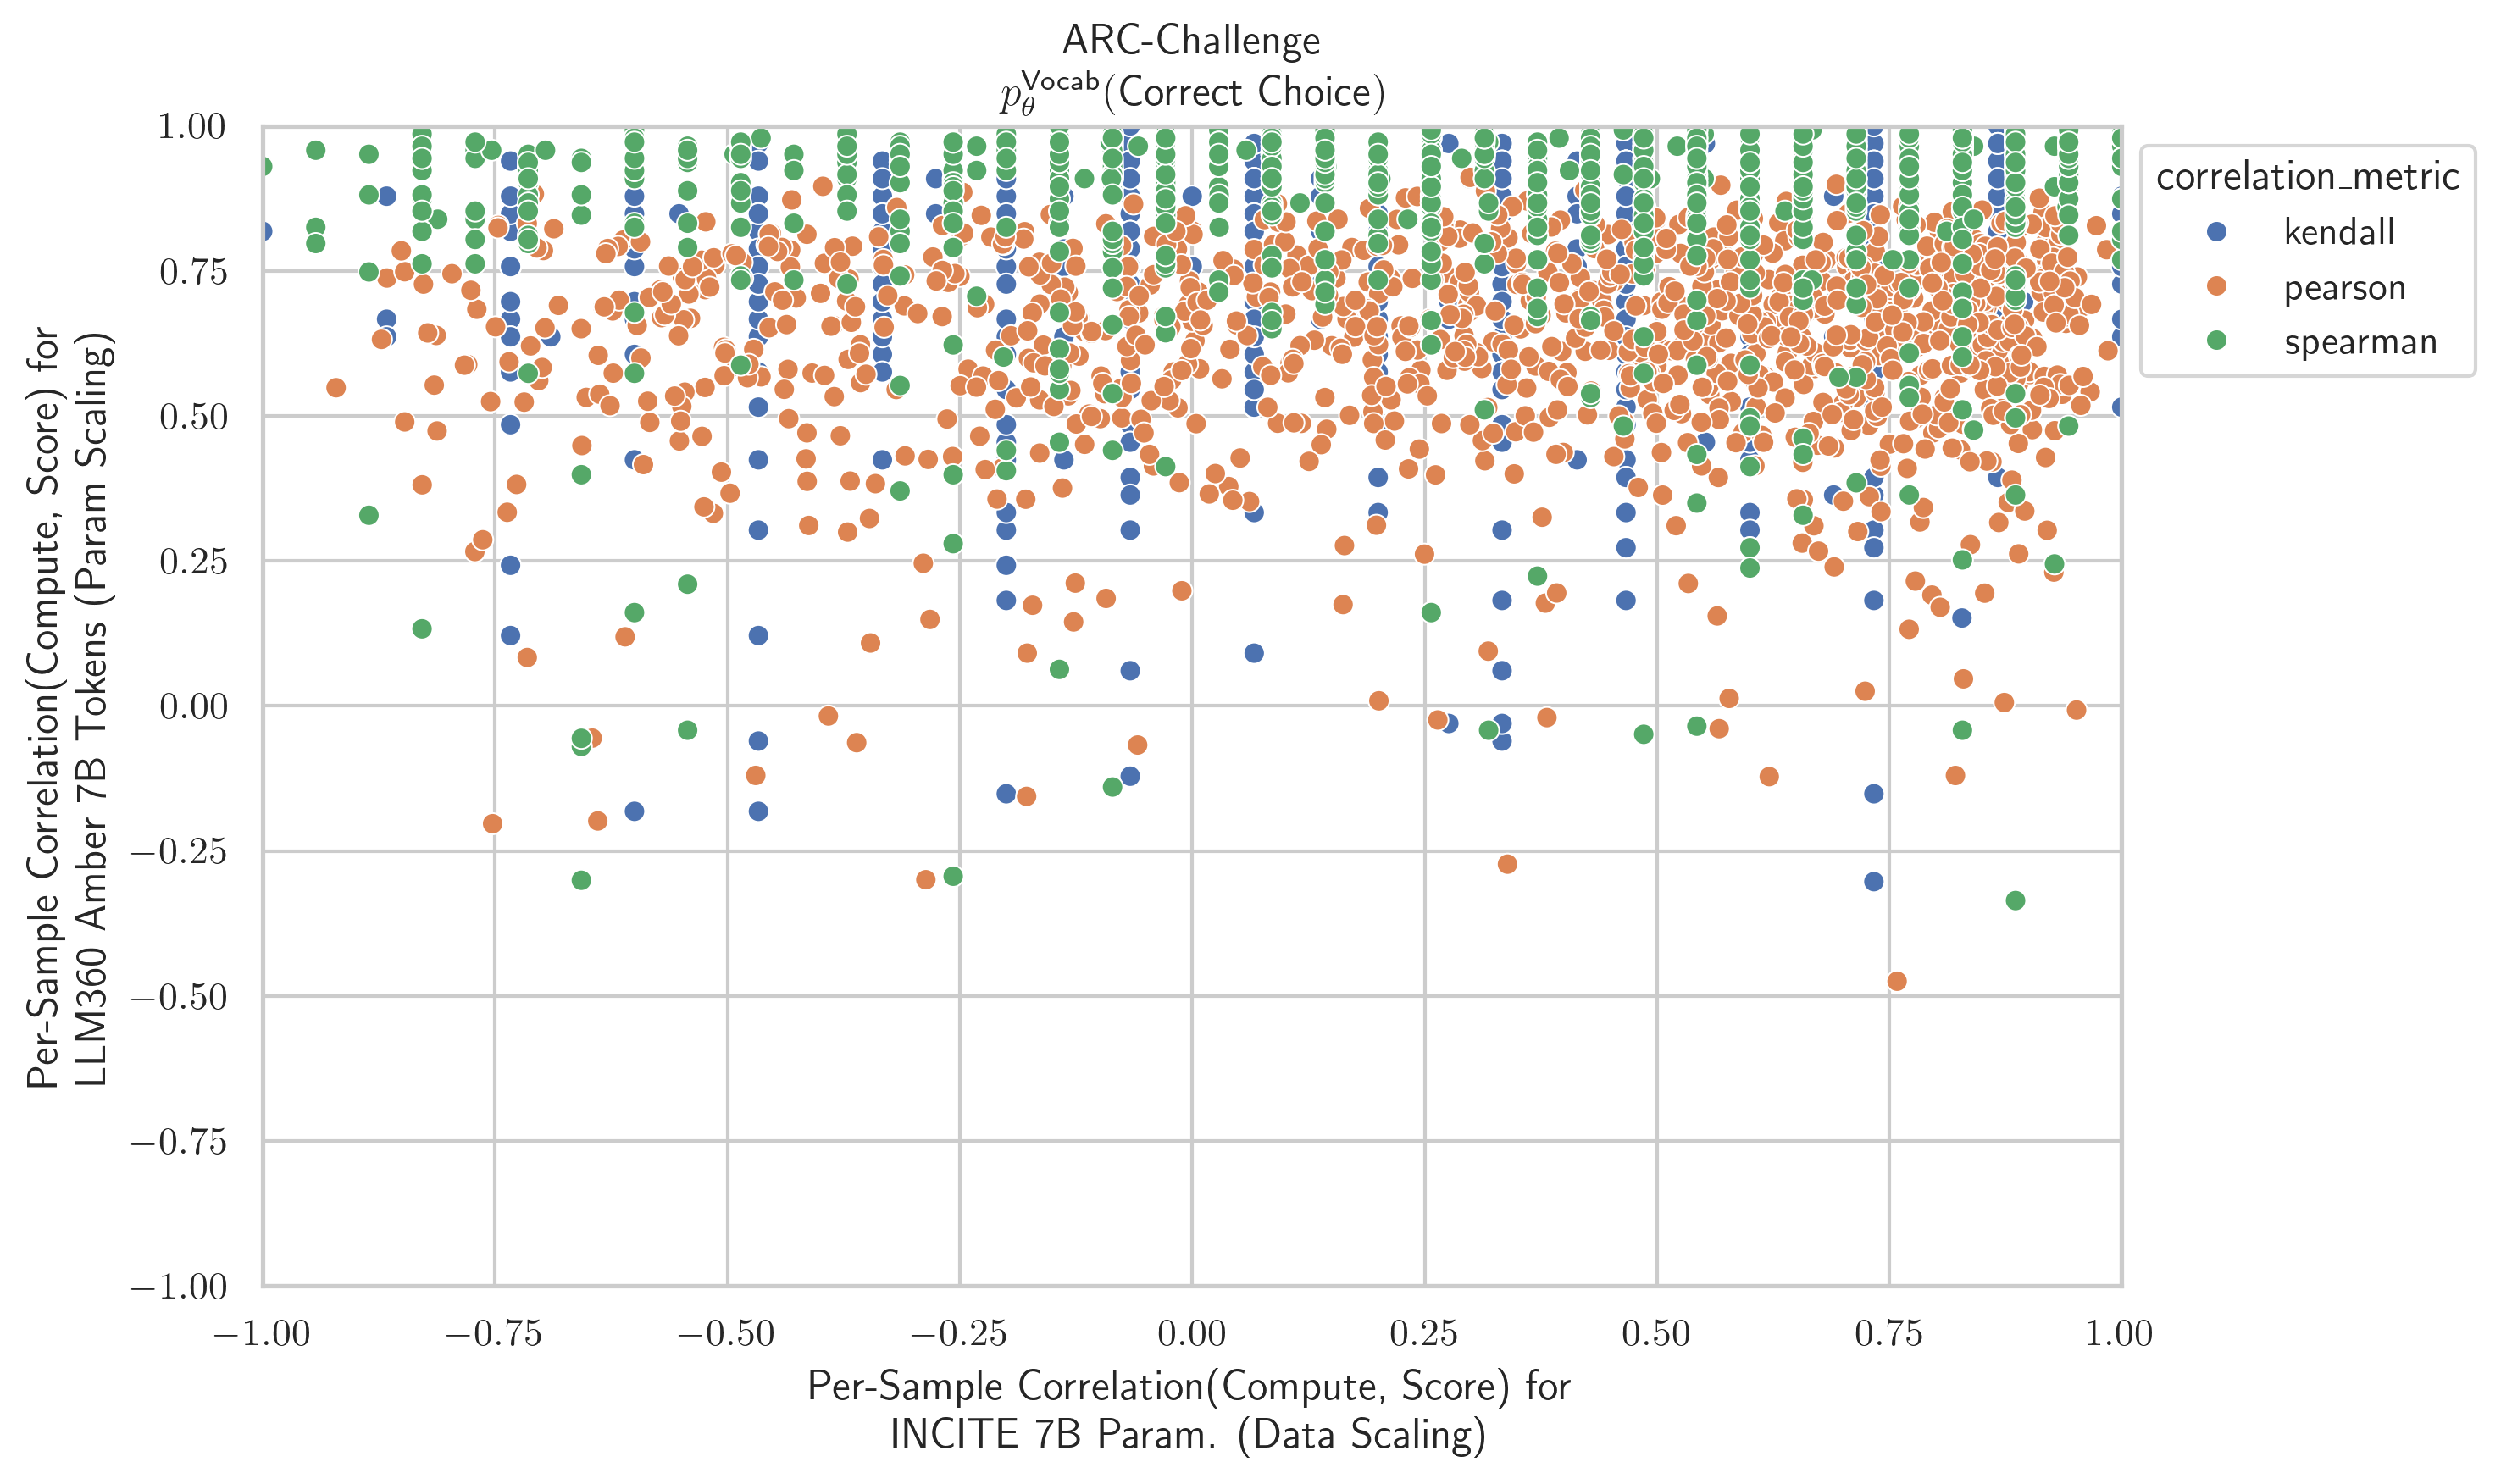 ARC-Challenge
p_θ^Vocab(Correct Choice)
Per-Sample Correlation(Compute, Score) for
LLM360 Amber 7B Tokens (Param Scaling)
1.00
0.75
0.50
0.25
0.00
−0.25
−0.50
−0.75
−1.00
−1.00 −0.75 −0.50 −0.25 0.00 0.25 0.50 0.75 1.00
Per-Sample Correlation(Compute, Score) for
INCITE 7B Param. (Data Scaling)
correlation_metric
kendall
pearson
spearman